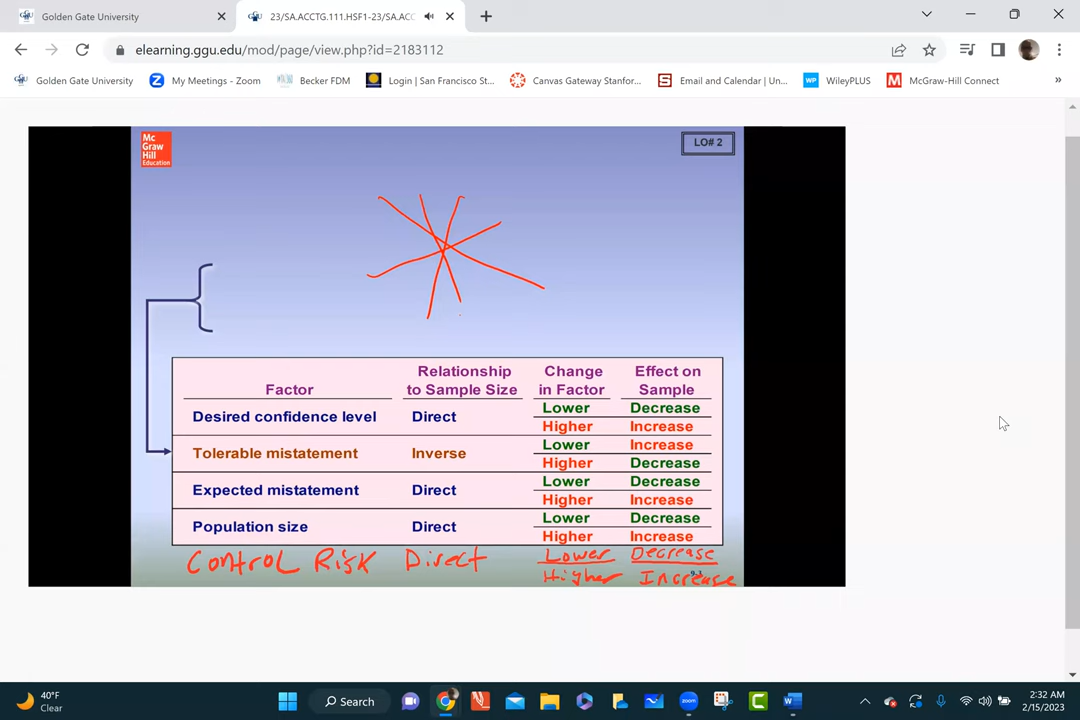 Golden Gate University
23/SA.ACCTG.111.HSF1-23/SA.ACC
elearning.ggu.edu/mod/page/view.php?id=2183112
Golden Gate University My Meetings - Zoom Becker FDM Login | San Francisco St... Canvas Gateway Stanfor... Email and Calendar | Un... WP WileyPLUS M McGraw-Hill Connect »
Mc
Graw
Hill
Education
LO# 2
Relationship Change Effect on
Factor to Sample Size in Factor Sample
Desired confidence level Direct Lower Decrease
Higher Increase
Tolerable mistatement Inverse Lower Increase
Higher Decrease
Expected mistatement Direct Lower Decrease
Higher Increase
Population size Direct Lower Decrease
Higher Increase
Control Risk Direct Lower Decrease
Higher Increase
40°F
Clear
Search
2:32 AM
2/15/2023